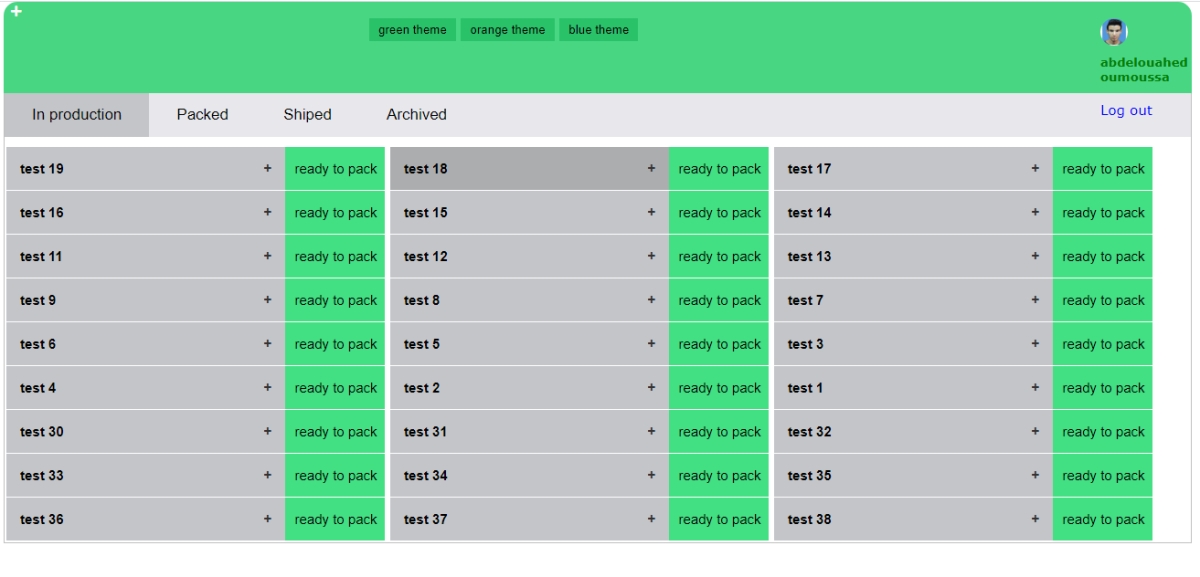 +
green theme orange theme blue theme
abdelouahed
oumoussa
In production Packed Shiped Archived Log out
test 19 + ready to pack test 18 + ready to pack test 17 + ready to pack
test 16 + ready to pack test 15 + ready to pack test 14 + ready to pack
test 11 + ready to pack test 12 + ready to pack test 13 + ready to pack
test 9 + ready to pack test 8 + ready to pack test 7 + ready to pack
test 6 + ready to pack test 5 + ready to pack test 3 + ready to pack
test 4 + ready to pack test 2 + ready to pack test 1 + ready to pack
test 30 + ready to pack test 31 + ready to pack test 32 + ready to pack
test 33 + ready to pack test 34 + ready to pack test 35 + ready to pack
test 36 + ready to pack test 37 + ready to pack test 38 + ready to pack